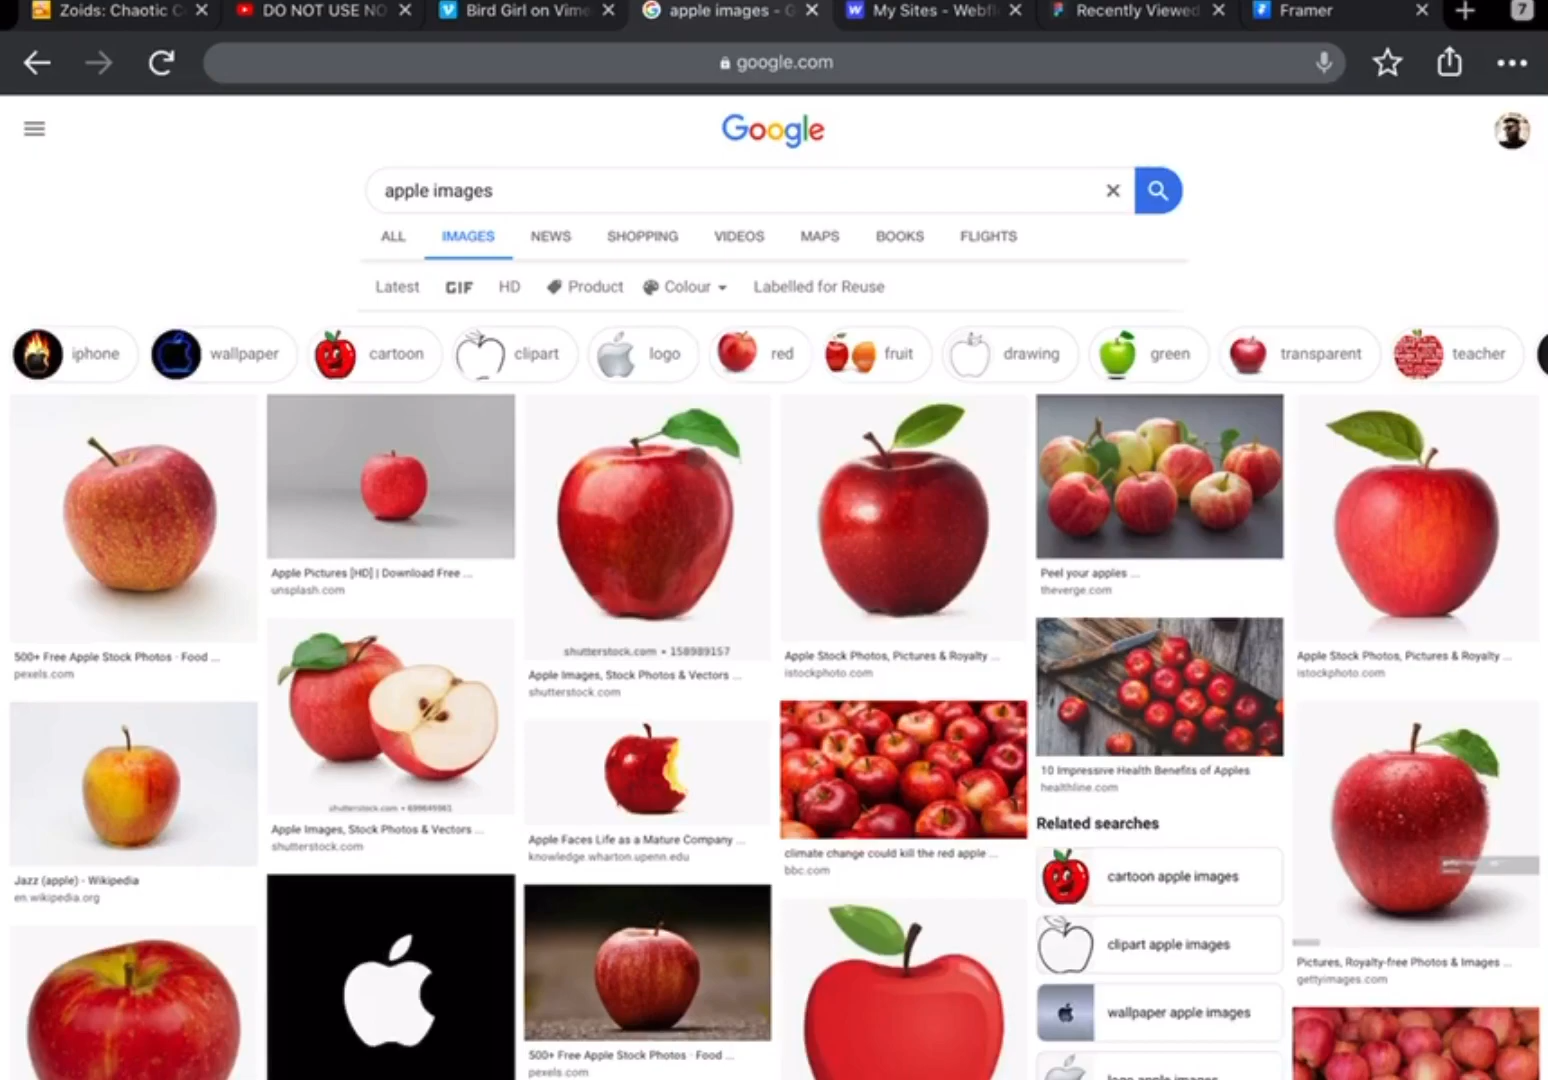 Zoids: Chaotic C
DO NOT USE NO
Bird Girl on Vime
apple images - G
My Sites - Webfl
Recently Viewed
Framer
7
google.com
Google
apple images
ALL
IMAGES
NEWS
SHOPPING
VIDEOS
MAPS
BOOKS
FLIGHTS
Latest
GIF
HD
Product
Colour
Labelled for Reuse
iphone
wallpaper
cartoon
clipart
logo
red
fruit
drawing
green
transparent
teacher
500+ Free Apple Stock Photos · Food ...
pexels.com
Jazz (apple) - Wikipedia
en.wikipedia.org
Apple Pictures [HD] | Download Free ...
unsplash.com
shutterstock.com • 699645961
Apple Images, Stock Photos & Vectors ...
shutterstock.com
shutterstock.com • 158989157
Apple Images, Stock Photos & Vectors ...
shutterstock.com
Apple Faces Life as a Mature Company ...
knowledge.wharton.upenn.edu
500+ Free Apple Stock Photos · Food ...
pexels.com
Apple Stock Photos, Pictures & Royalty ...
istockphoto.com
climate change could kill the red apple ...
bbc.com
Peel your apples ...
theverge.com
10 Impressive Health Benefits of Apples
healthline.com
Related searches
cartoon apple images
clipart apple images
wallpaper apple images
logo apple images
Apple Stock Photos, Pictures & Royalty ...
istockphoto.com
Pictures, Royalty-free Photos & Images ...
gettyimages.com